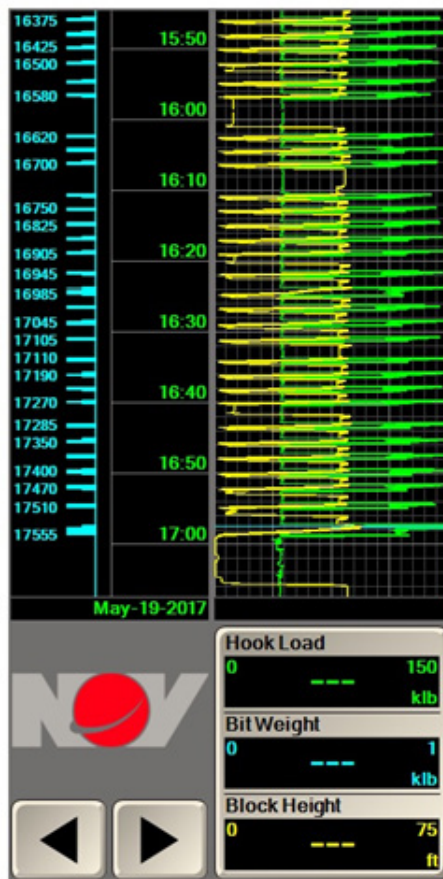 16375
16425
16500
16580
16620
16700
16750
16825
16905
16945
16985
17045
17105
17110
17190
17270
17285
17350
17400
17470
17510
17555
15:50
16:00
16:10
16:20
16:30
16:40
16:50
17:00
May-19-2017
NOV
Hook Load
0 --- 150
klb
Bit Weight
0 --- 1
klb
Block Height
0 --- 75
ft